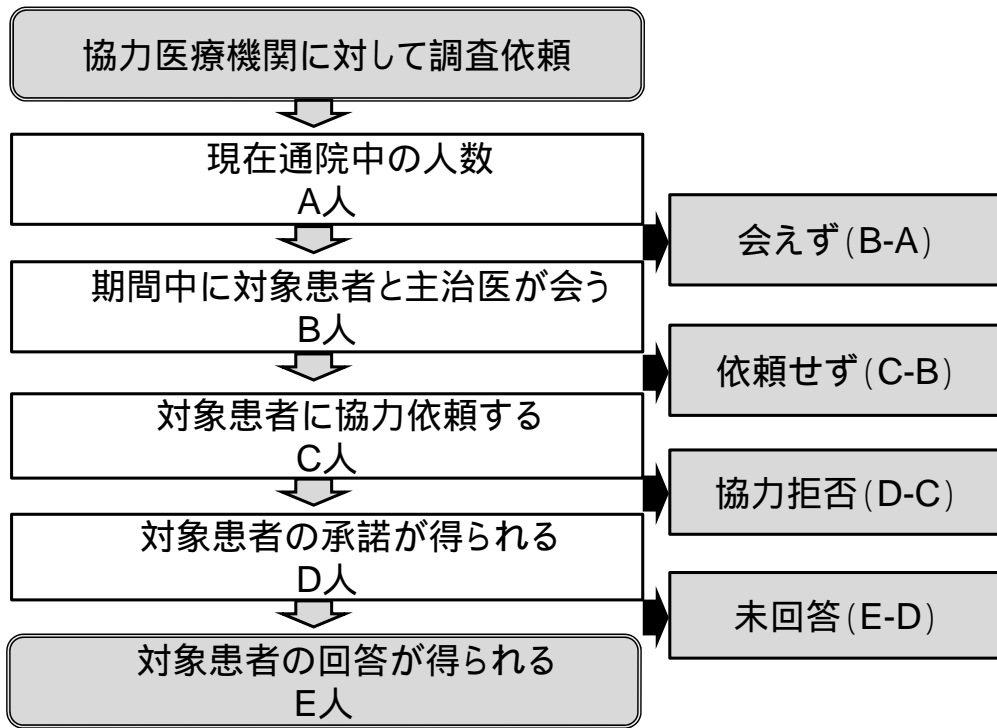 協力医療機関に対して調査依頼
現在通院中の人数
A人
会えず(B-A)
期間中に対象患者と主治医が会う
B人
依頼せず(C-B)
対象患者に協力依頼する
C人
協力拒否(D-C)
対象患者の承諾が得られる
D人
未回答(E-D)
対象患者の回答が得られる
E人